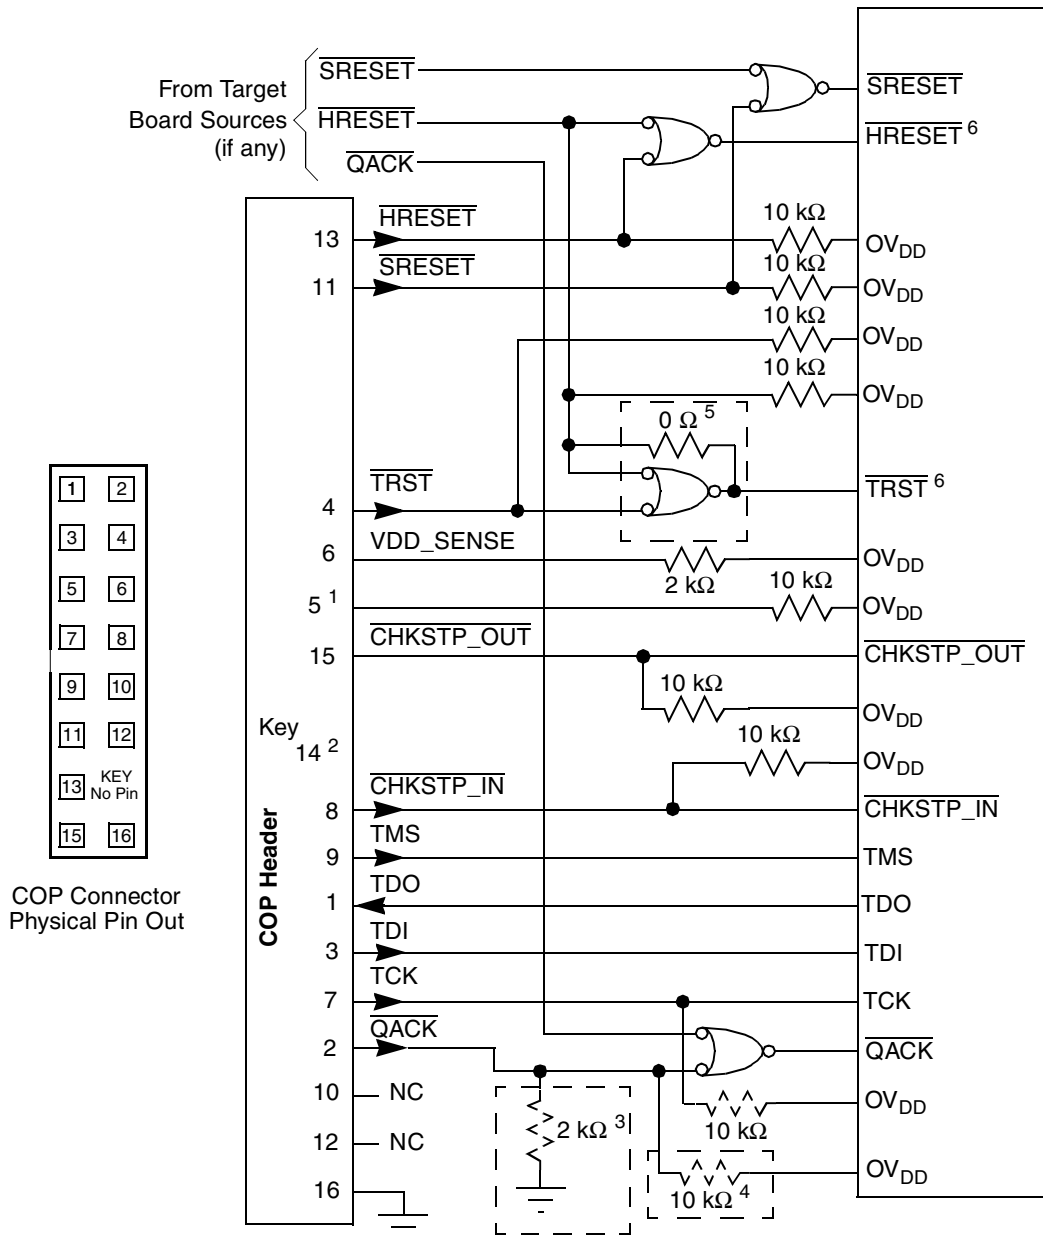 From Target
Board Sources
(if any)
SRESET
HRESET
QACK
SRESET
HRESET 6
13
HRESET
10 kΩ
OVDD
11
SRESET
10 kΩ
OVDD
10 kΩ
OVDD
10 kΩ
OVDD
0 Ω 5
4
TRST
TRST 6
6
VDD_SENSE
2 kΩ
OVDD
5 1
10 kΩ
OVDD
15
CHKSTP_OUT
CHKSTP_OUT
10 kΩ
OVDD
Key
14 2
10 kΩ
OVDD
8
CHKSTP_IN
CHKSTP_IN
9
TMS
TMS
1
TDO
TDO
3
TDI
TDI
7
TCK
TCK
2
QACK
QACK
10
NC
10 kΩ
OVDD
12
NC
2 kΩ 3
10 kΩ 4
OVDD
16
COP Header
1 2
3 4
5 6
7 8
9 10
11 12
13 KEY
No Pin
15 16
COP Connector
Physical Pin Out